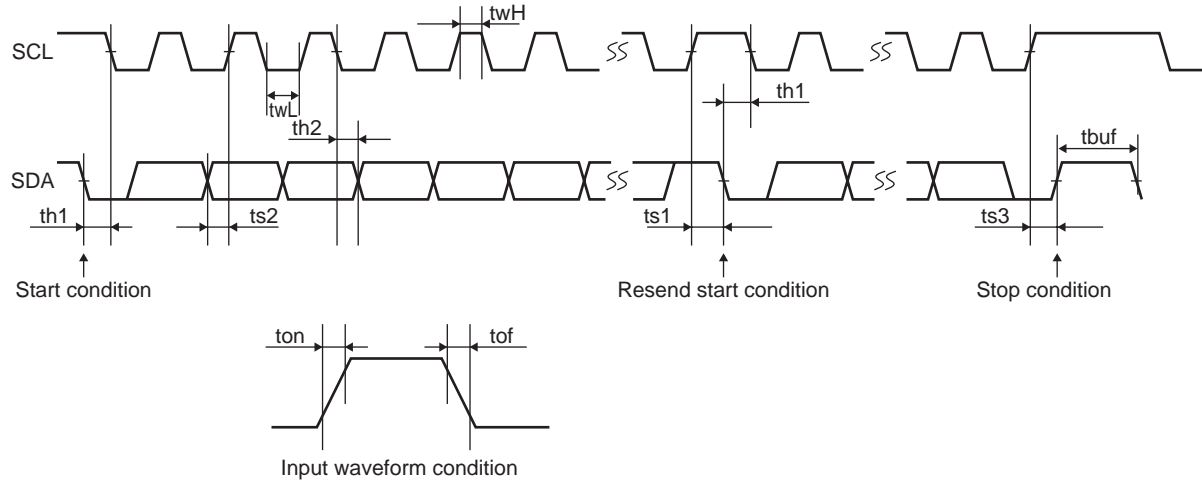 twH
SCL
twL
th1
th2
tbuf
SDA
th1
ts2
ts1
ts3
Start condition
Resend start condition
Stop condition
ton
tof
Input waveform condition